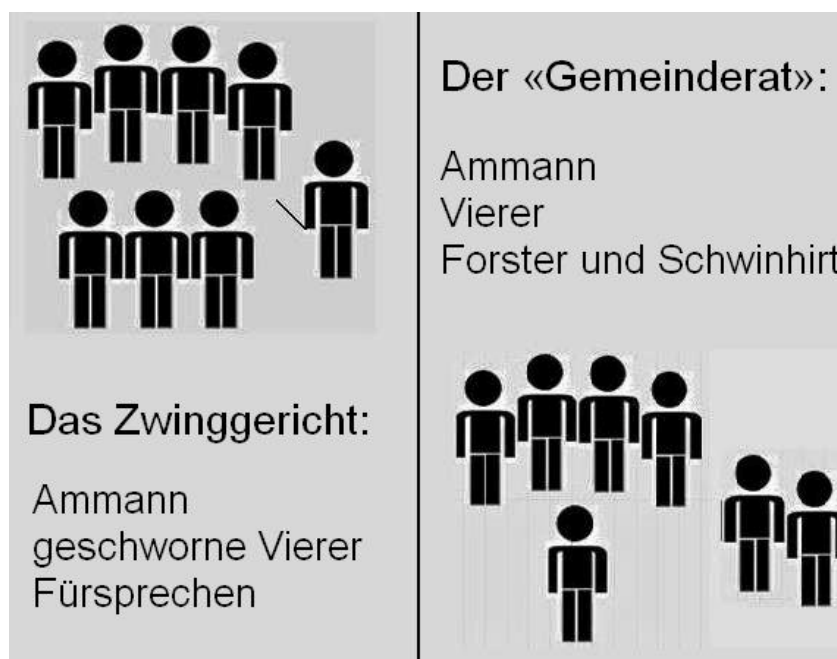 Das Zwinggericht:
Ammann
geschworne Vierer
Fürsprechen
Der «Gemeinderat»:
Ammann
Vierer
Forster und Schwinhirt